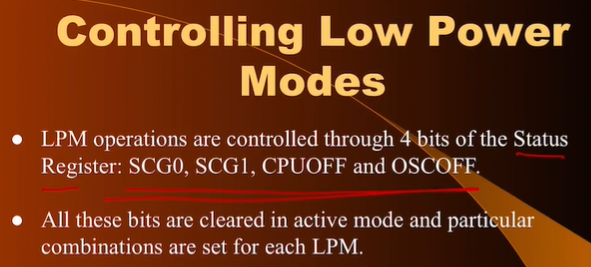 Controlling Low Power
Modes
● LPM operations are controlled through 4 bits of the Status
Register: SCG0, SCG1, CPUOFF and OSCOFF.
● All these bits are cleared in active mode and particular
combinations are set for each LPM.